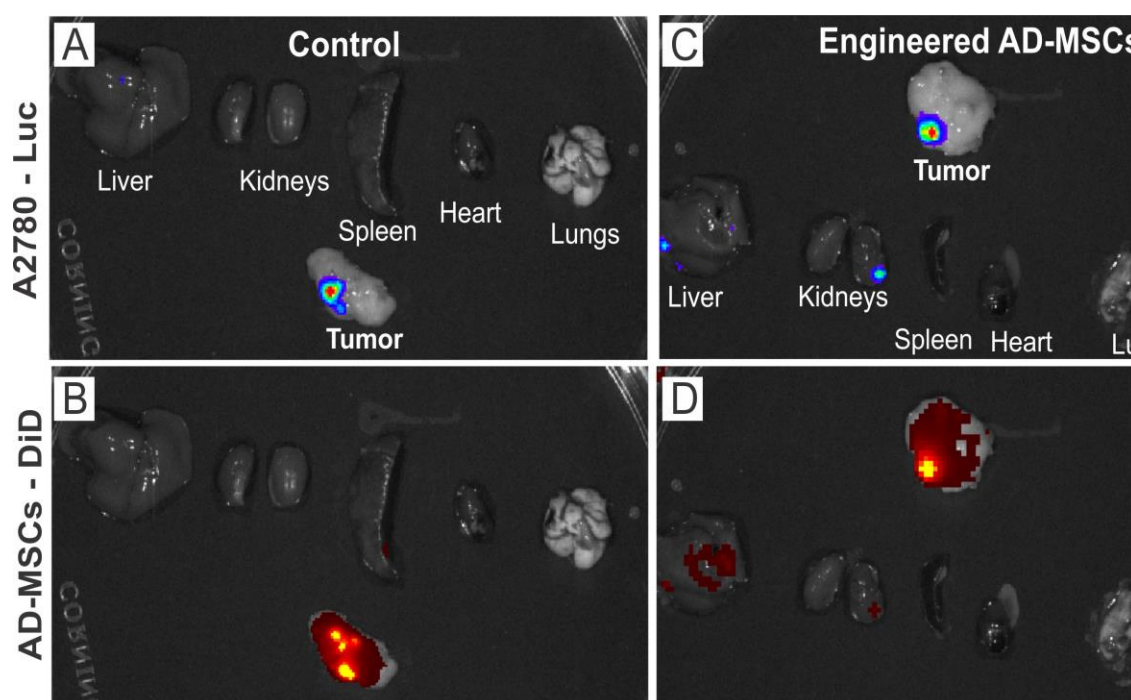 A
Control
Liver
Kidneys
Spleen
Heart
Lungs
Tumor
CORNING
A2780 - Luc
C
Engineered AD-MSCs
Tumor
Liver
Kidneys
Spleen
Heart
Lu
B
AD-MSCs - DiD
D